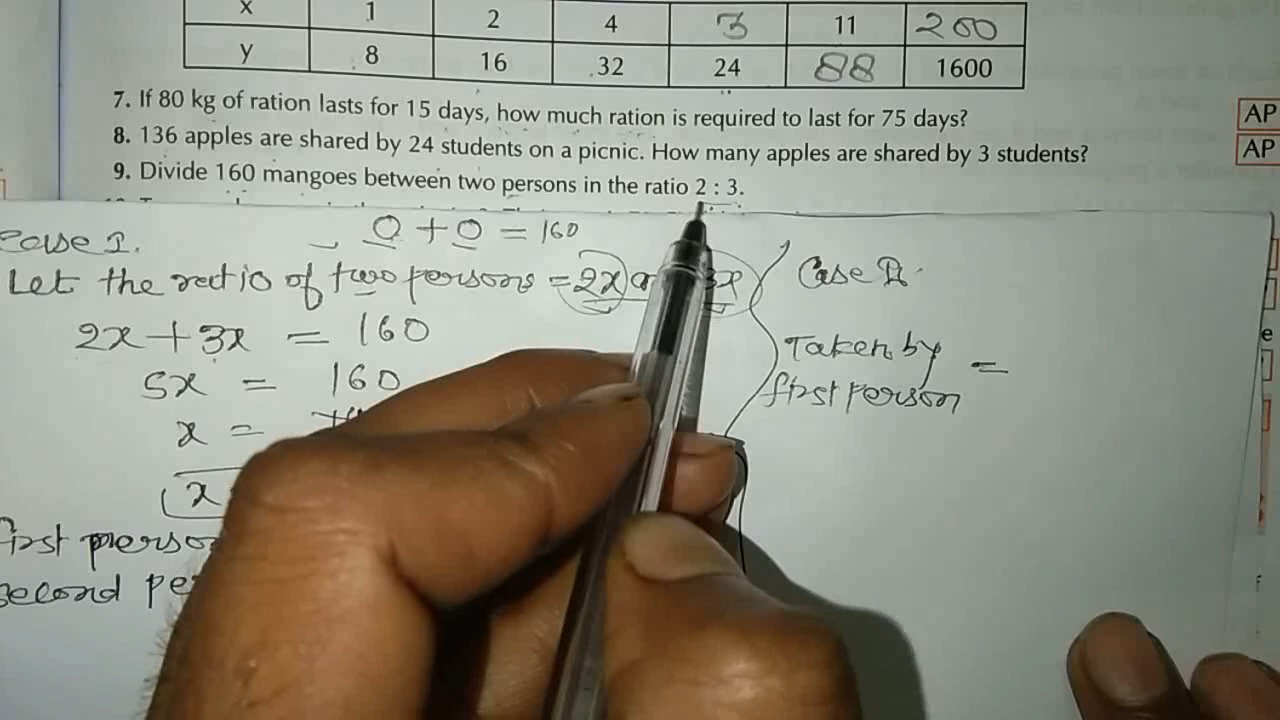 x 1 2 4 3 11 200
y 8 16 32 24 88 1600
7. If 80 kg of ration lasts for 15 days, how much ration is required to last for 75 days? AP
8. 136 apples are shared by 24 students on a picnic. How many apples are shared by 3 students? AP
9. Divide 160 mangoes between two persons in the ratio 2 : 3.
0 + 0 = 160
Case I.
Let the ratio of two persons = 2x 3x
2x + 3x = 160
5x = 160
x =
x
first person
second
Case II.
Taken by
first person =